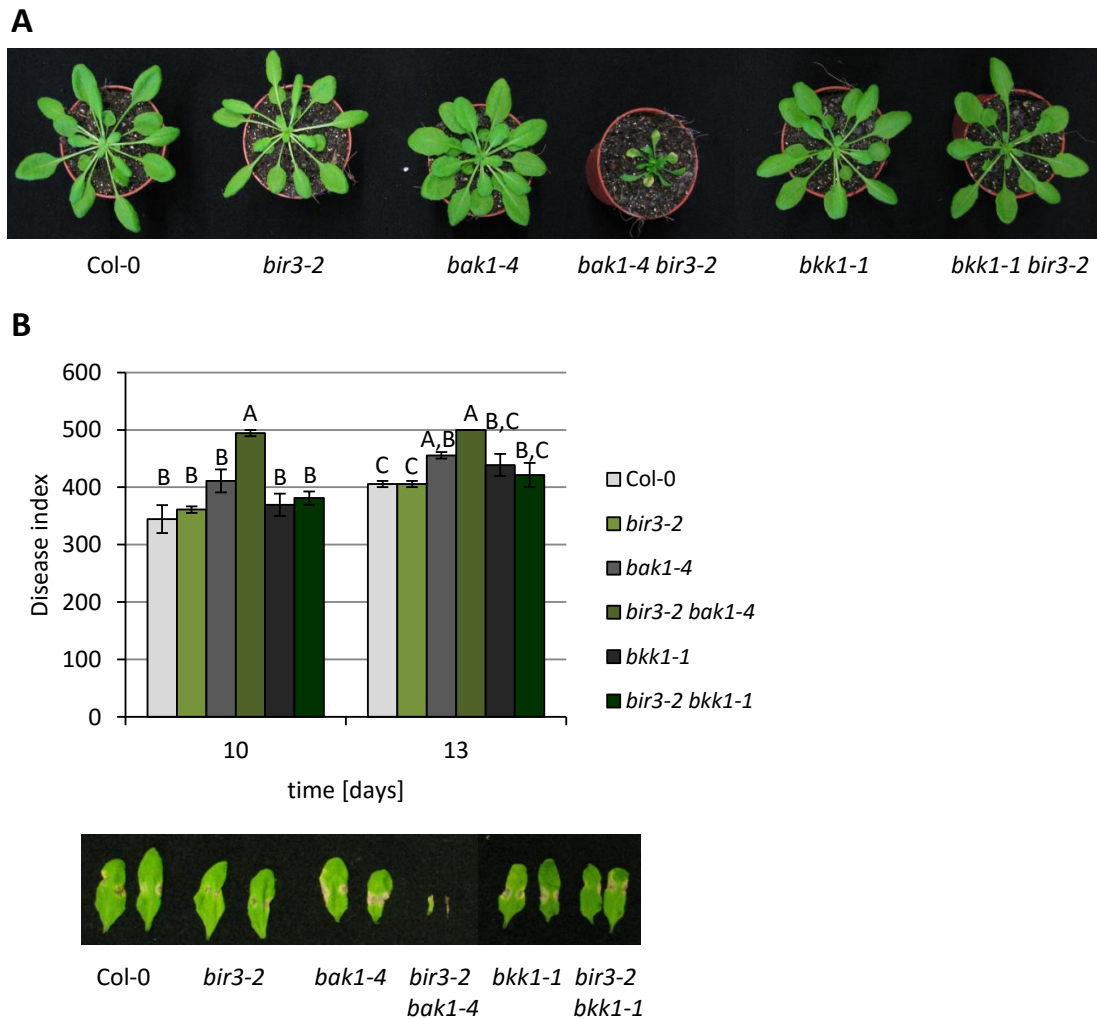 A
Col-0 bir3-2 bak1-4 bak1-4 bir3-2 bkk1-1 bkk1-1 bir3-2
B
600
500
400
300
200
100
0
Disease index
B B B A B B
C C A,B A B,C B,C
10 13
time [days]
Col-0
bir3-2
bak1-4
bir3-2 bak1-4
bkk1-1
bir3-2 bkk1-1
Col-0 bir3-2 bak1-4 bir3-2 bkk1-1 bir3-2
bak1-4 bkk1-1